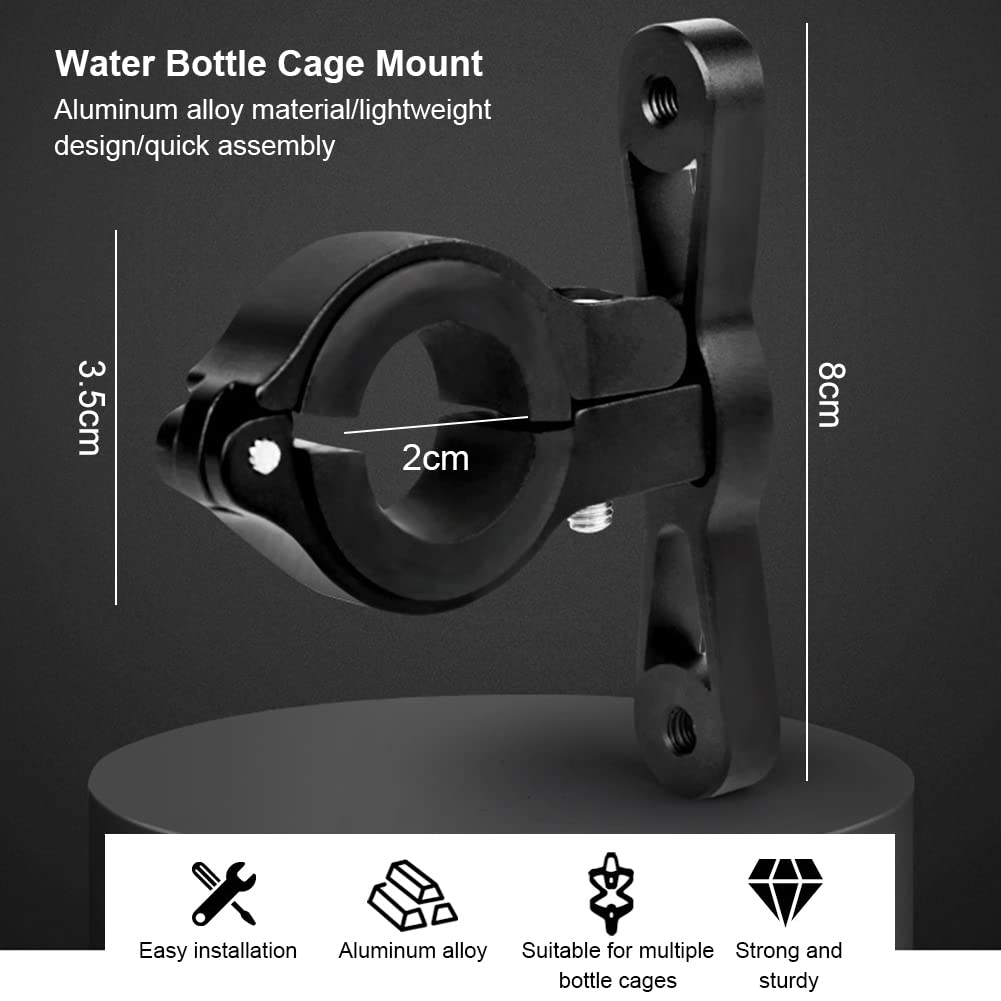 Water Bottle Cage Mount
Aluminum alloy material/lightweight
design/quick assembly
3.5cm
2cm
8cm
Easy installation
Aluminum alloy
Suitable for multiple
bottle cages
Strong and
sturdy